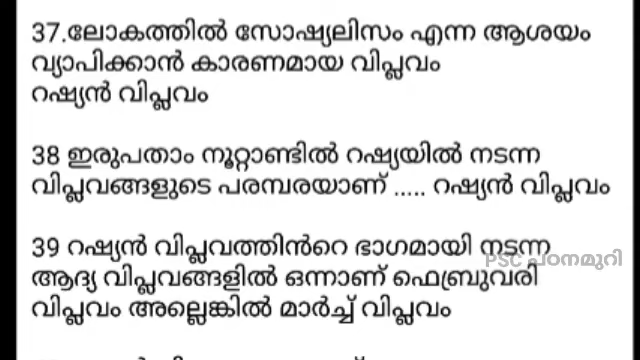 37.ലോകത്തിൽ സോഷ്യലിസം എന്ന ആശയം
വ്യാപിക്കാൻ കാരണമായ വിപ്ലവം
റഷ്യൻ വിപ്ലവം
38 ഇരുപതാം നൂറ്റാണ്ടിൽ റഷ്യയിൽ നടന്ന
വിപ്ലവങ്ങളുടെ പരമ്പരയാണ് ..... റഷ്യൻ വിപ്ലവം
39 റഷ്യൻ വിപ്ലവത്തിൻറെ ഭാഗമായി നടന്ന
PSC പഠനമുറി
ആദ്യ വിപ്ലവങ്ങളിൽ ഒന്നാണ് ഫെബ്രുവരി
വിപ്ലവം അല്ലെങ്കിൽ മാർച്ച് വിപ്ലവം